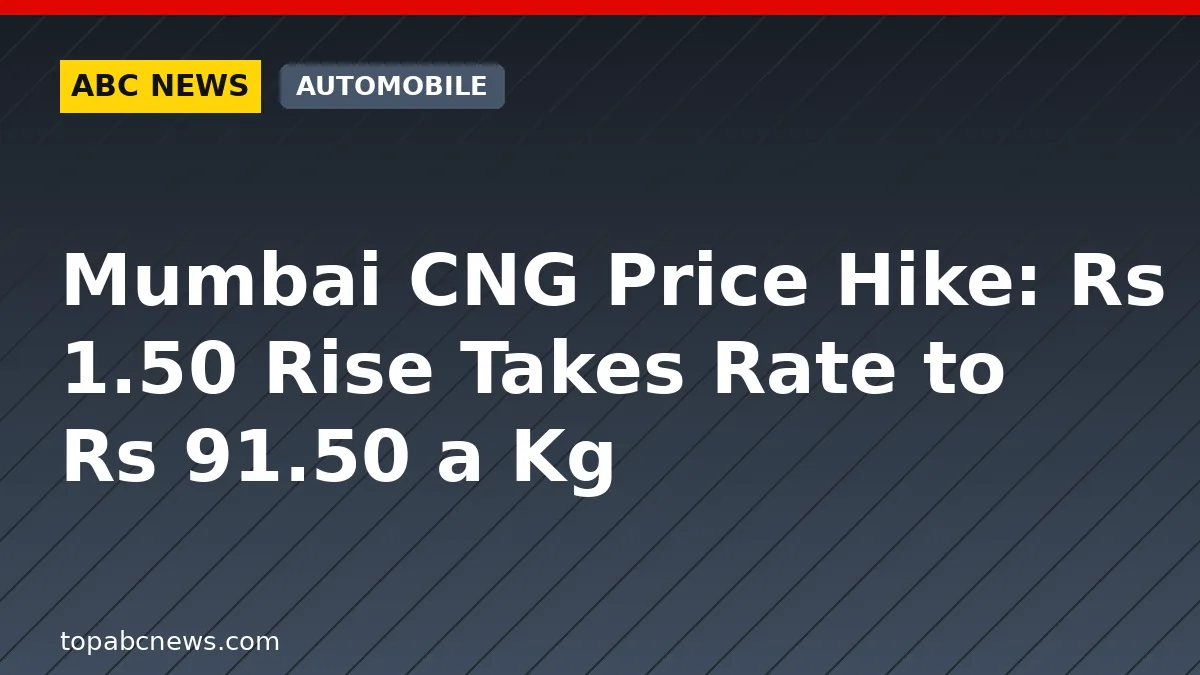 ABC NEWS
AUTOMOBILE
Mumbai CNG Price Hike: Rs
1.50 Rise Takes Rate to
Rs 91.50 a Kg
topabcnews.com